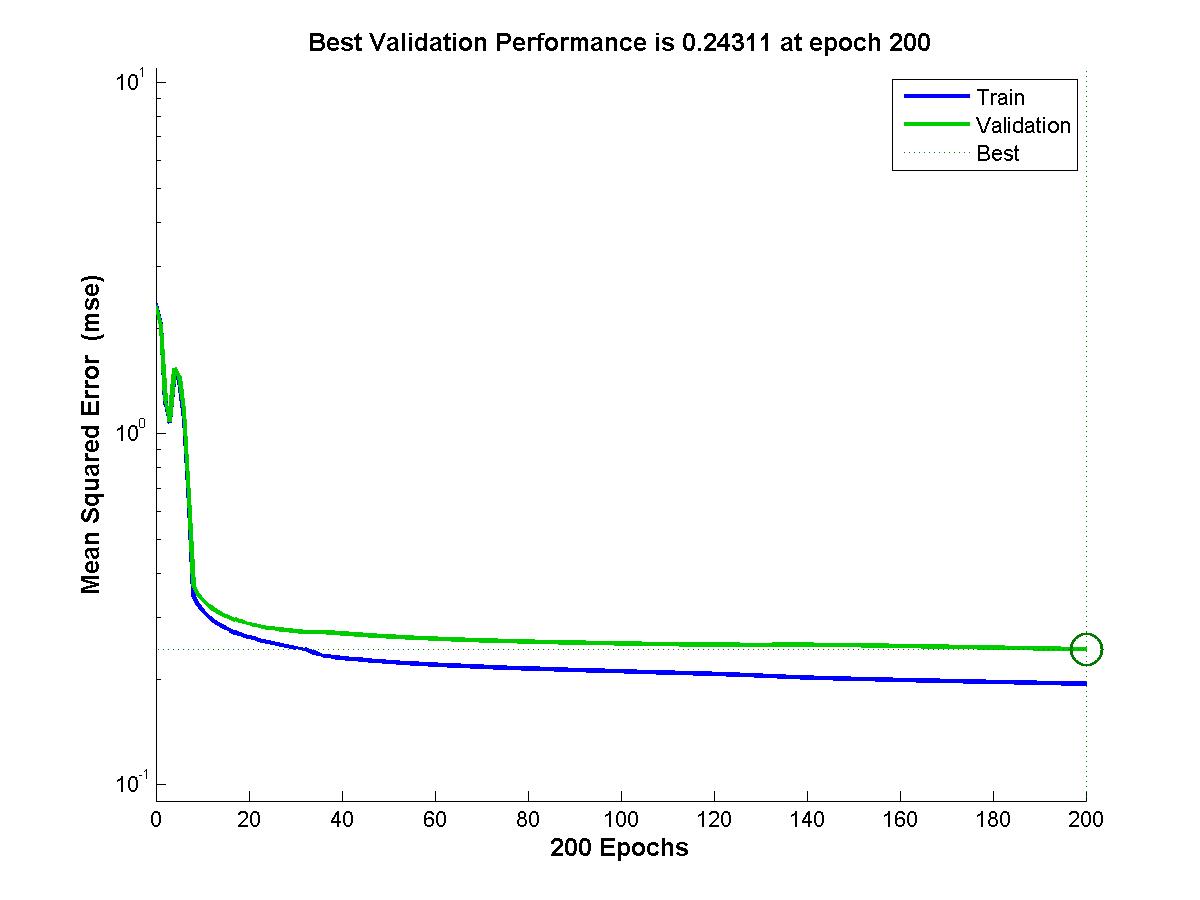 Best Validation Performance is 0.24311 at epoch 200
Train
Validation
Best
Mean Squared Error (mse)
10^1
10^0
10^-1
0 20 40 60 80 100 120 140 160 180 200
200 Epochs